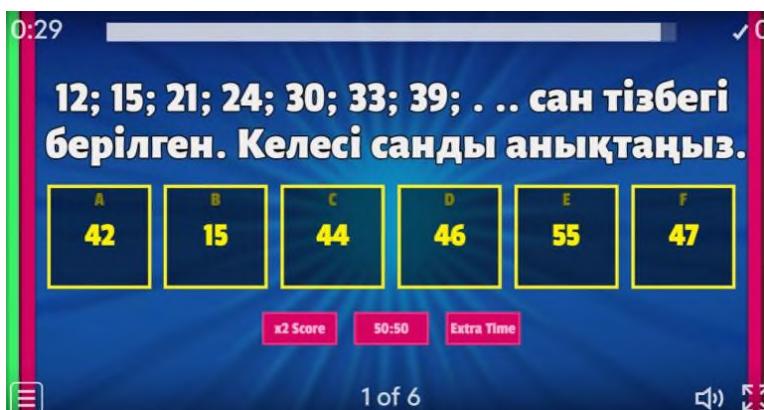 0:29
12; 15; 21; 24; 30; 33; 39; . .. сан тізбегі
берілген. Келесі санды анықтаңыз.
A B C D E F
42 15 44 46 55 47
x2 Score 50:50 Extra Time
1 of 6